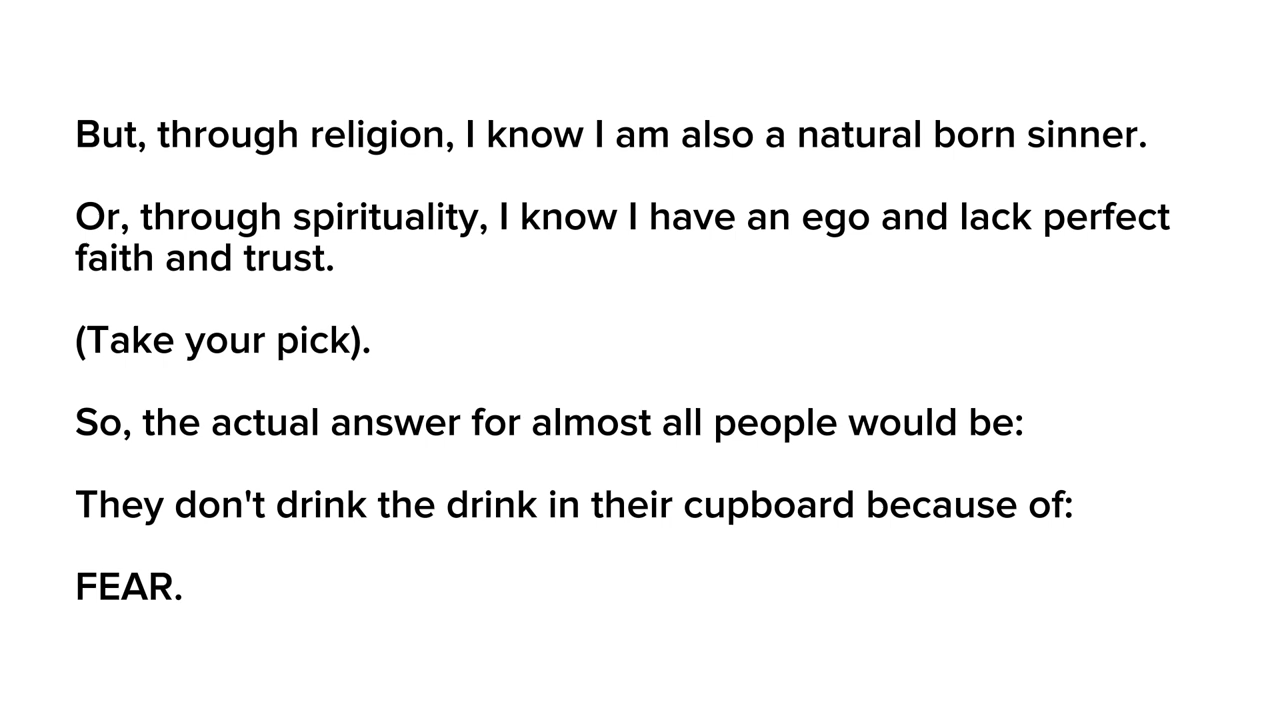 But, through religion, I know I am also a natural born sinner.
Or, through spirituality, I know I have an ego and lack perfect
faith and trust.
(Take your pick).
So, the actual answer for almost all people would be:
They don't drink the drink in their cupboard because of:
FEAR.